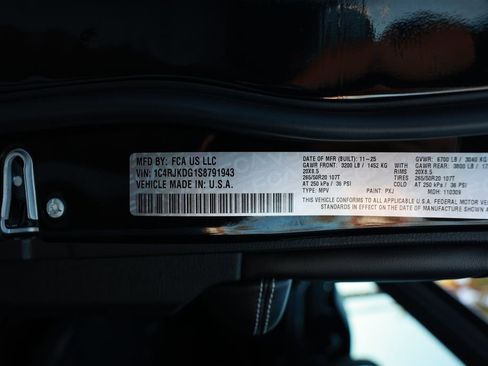 MFD BY: FCA US LLC
VIN: 1C4RJKDG1S8791943
VEHICLE MADE IN: U.S.A.
DATE OF MFR (BUILT): 11-25
GVWR: 6700 LB / 3040 KG
GAWR FRONT: 3200 LB / 1452 KG WITH
GAWR REAR: 3800 LB / 17
20X8.5 RIMS 20X8.5
265/50R20 107T TIRES 265/50R20 107T
AT 250 kPa / 36 PSI AT 250 kPa / 36 PSI
TYPE: MPV PAINT: PXJ MDH: 110309
THIS VEHICLE CONFORMS TO ALL APPLICABLE U.S.A. FEDERAL MOTOR
STANDARDS IN EFFECT ON THE DATE OF MANUFACTURE SHOWN